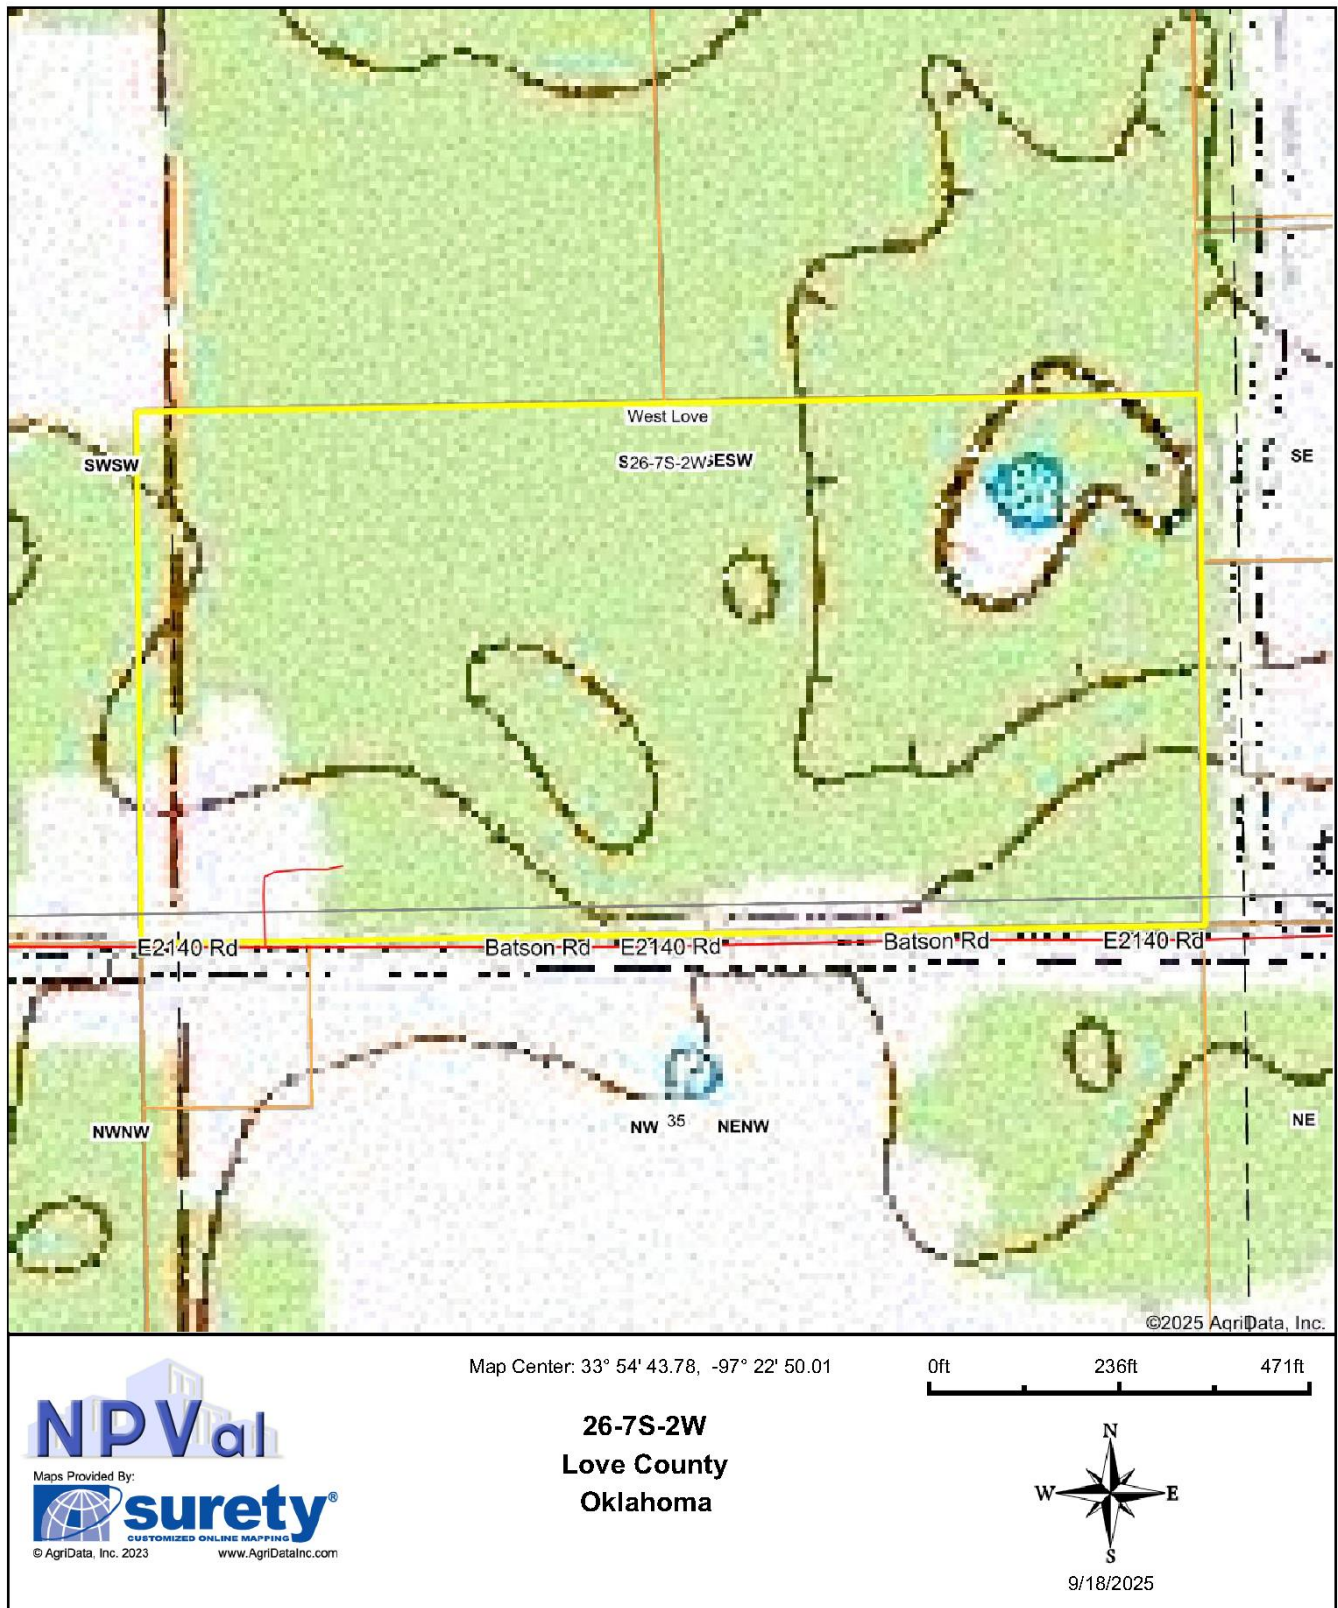 West Love
SWSW
S26-7S-2WSESW
SE
E2140 Rd
Batson Rd
E2140 Rd
Batson Rd
E2140 Rd
NWNW
NW
35
NENW
NE
©2025 AgriData, Inc.
Map Center: 33° 54' 43.78, -97° 22' 50.01
0ft
236ft
471ft
NPVal
Maps Provided By:
surety®
CUSTOMIZED ONLINE MAPPING
© AgriData, Inc. 2023
www.AgriDataInc.com
26-7S-2W
Love County
Oklahoma
N
W
E
S
9/18/2025